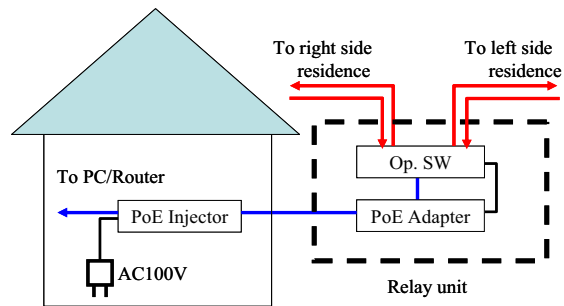 To right side
residence
To left side
residence
Op. SW
To PC/Router
PoE Injector
PoE Adapter
AC100V
Relay unit